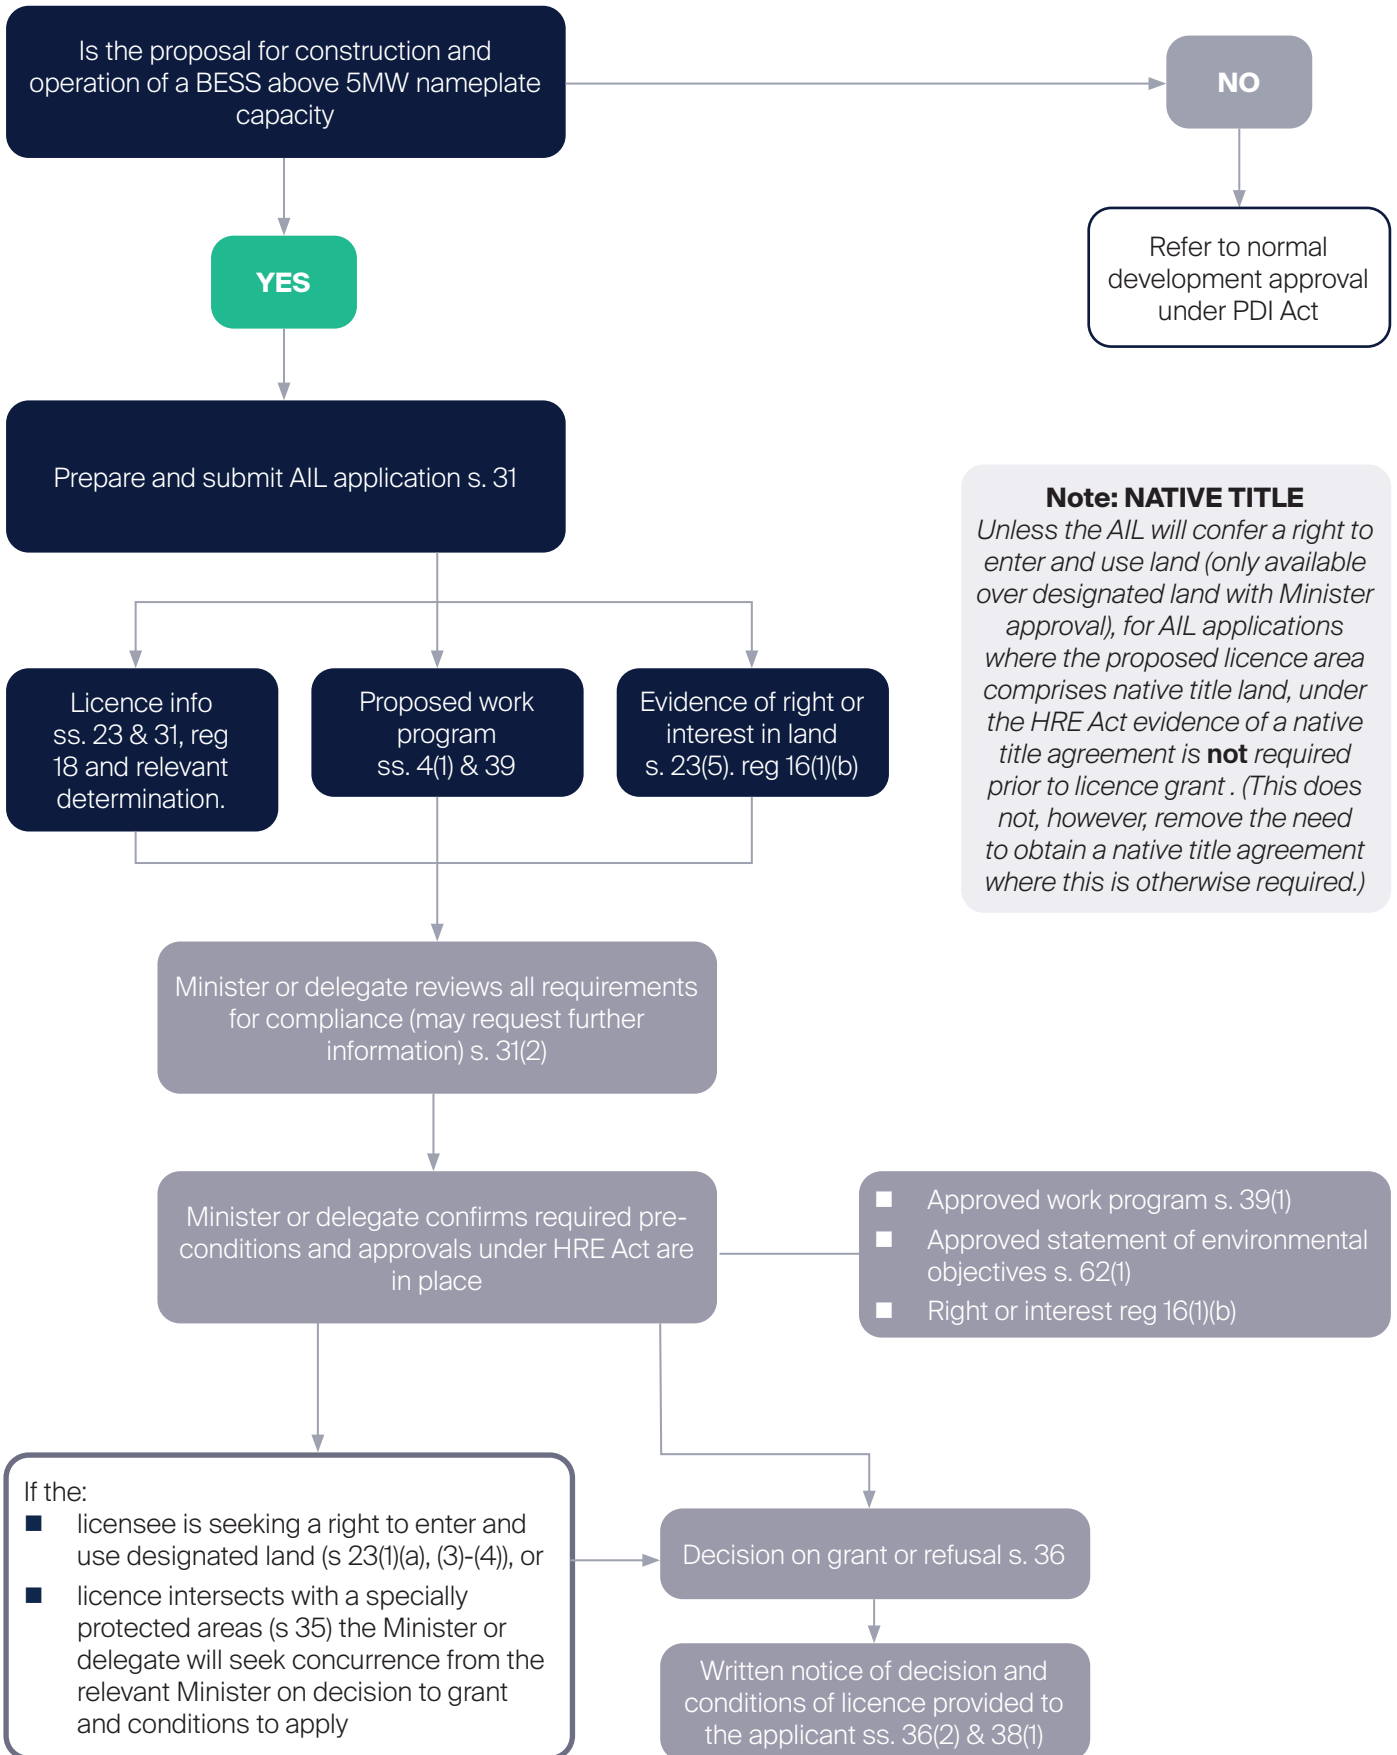 Is the proposal for construction and
operation of a BESS above 5MW nameplate
capacity
NO
YES
Refer to normal
development approval
under PDI Act
Prepare and submit AIL application s. 31
Note: NATIVE TITLE
Unless the AIL will confer a right to
enter and use land (only available
over designated land with Minister
approval), for AIL applications
where the proposed licence area
comprises native title land, under
the HRE Act evidence of a native
title agreement is not required
prior to licence grant . (This does
not, however, remove the need
to obtain a native title agreement
where this is otherwise required.)
Licence info
ss. 23 & 31, reg
18 and relevant
determination.
Proposed work
program
ss. 4(1) & 39
Evidence of right or
interest in land
s. 23(5). reg 16(1)(b)
Minister or delegate reviews all requirements
for compliance (may request further
information) s. 31(2)
Minister or delegate confirms required pre-
conditions and approvals under HRE Act are
in place
■ Approved work program s. 39(1)
■ Approved statement of environmental
objectives s. 62(1)
■ Right or interest reg 16(1)(b)
If the:
■ licensee is seeking a right to enter and
use designated land (s 23(1)(a), (3)-(4)), or
■ licence intersects with a specially
protected areas (s 35) the Minister or
delegate will seek concurrence from the
relevant Minister on decision to grant
and conditions to apply
Decision on grant or refusal s. 36
Written notice of decision and
conditions of licence provided to
the applicant ss. 36(2) & 38(1)